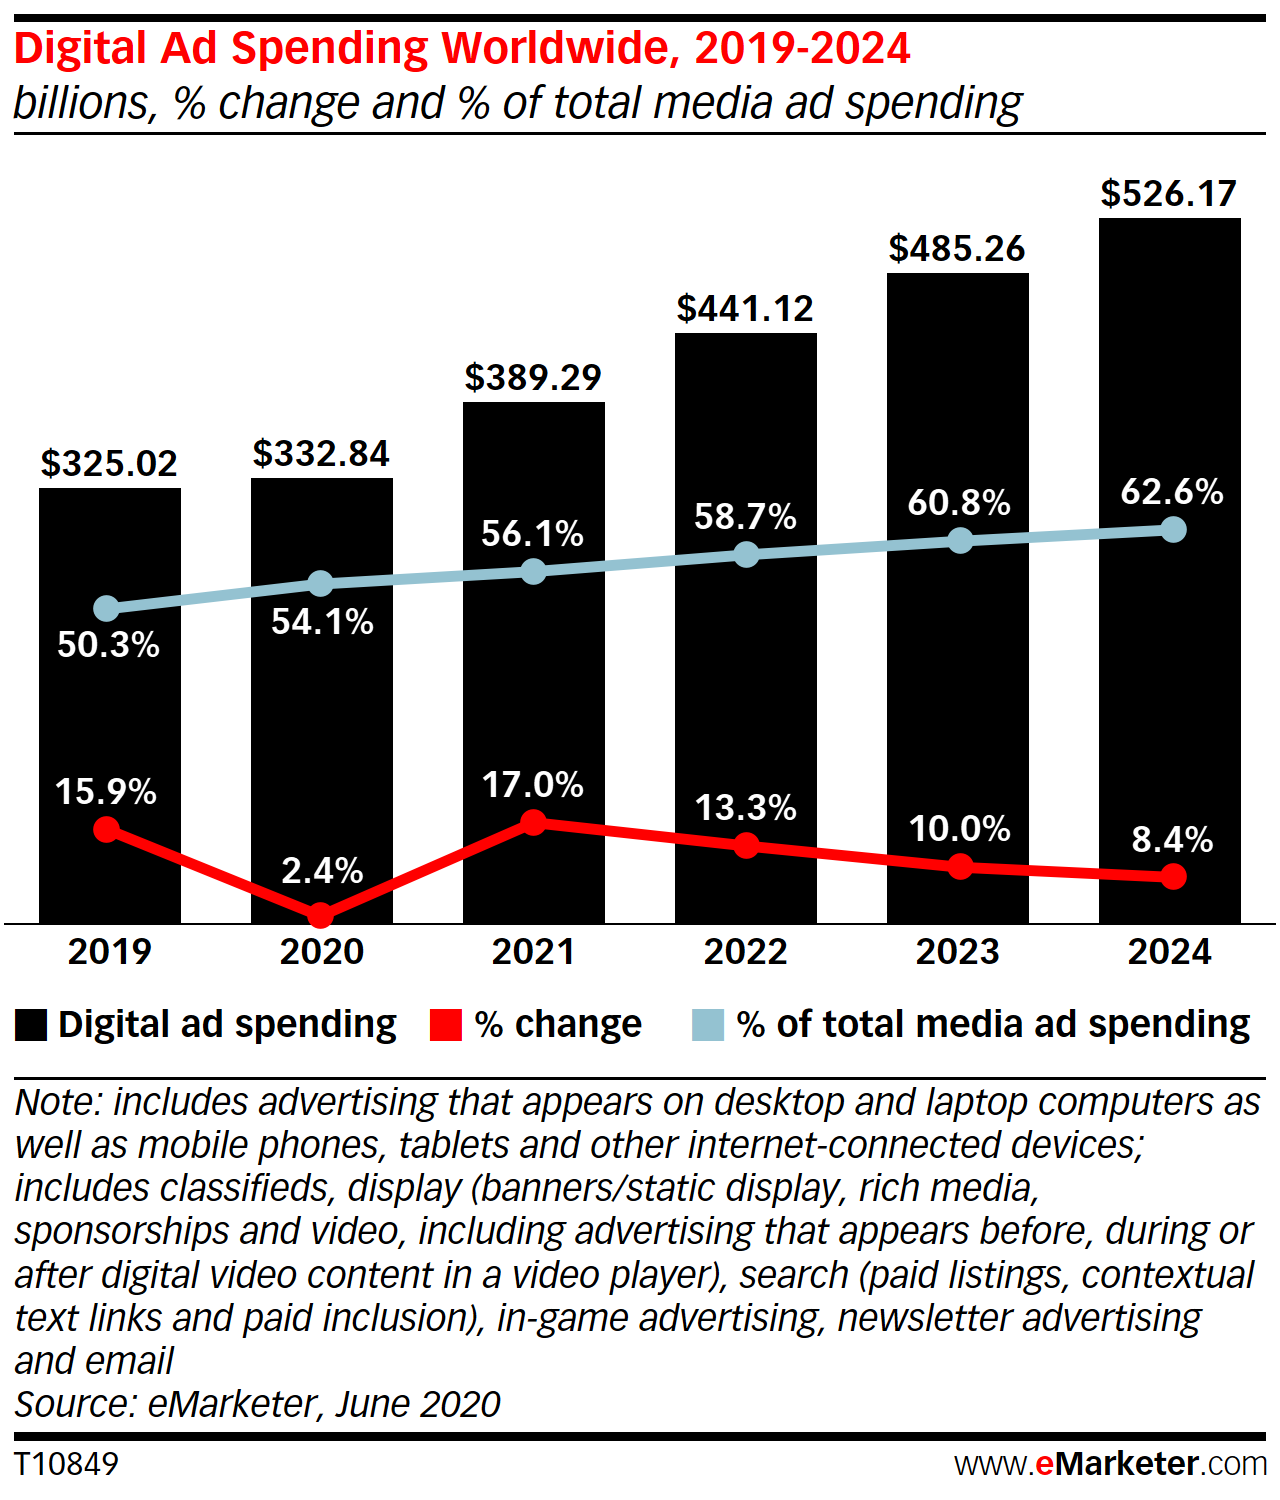 Digital Ad Spending Worldwide, 2019-2024
billions, % change and % of total media ad spending
$325.02
$332.84
$389.29
$441.12
$485.26
$526.17
50.3%
54.1%
56.1%
58.7%
60.8%
62.6%
15.9%
2.4%
17.0%
13.3%
10.0%
8.4%
2019
2020
2021
2022
2023
2024
Digital ad spending
% change
% of total media ad spending
Note: includes advertising that appears on desktop and laptop computers as
well as mobile phones, tablets and other internet-connected devices;
includes classifieds, display (banners/static display, rich media,
sponsorships and video, including advertising that appears before, during or
after digital video content in a video player), search (paid listings, contextual
text links and paid inclusion), in-game advertising, newsletter advertising
and email
Source: eMarketer, June 2020
T10849
www.eMarketer.com